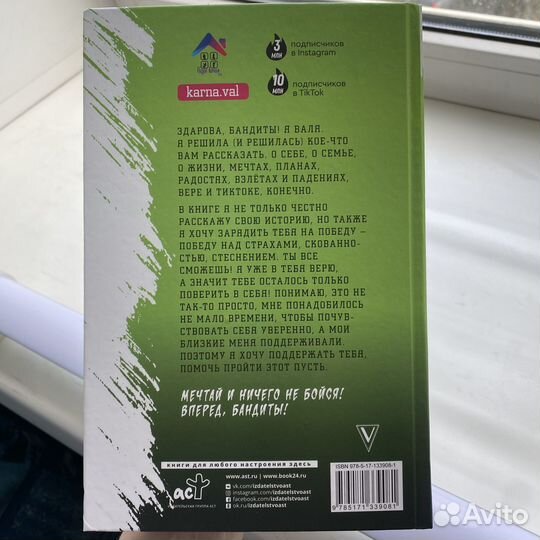 3 МЛН
подписчиков
в Instagram
10 МЛН
подписчиков
в TikTok
karna.val
ЗДАРОВА, БАНДИТЫ! Я ВАЛЯ.
Я РЕШИЛА (И РЕШИЛАСЬ) КОЕ-ЧТО
ВАМ РАССКАЗАТЬ. О СЕБЕ, О СЕМЬЕ,
О ЖИЗНИ, МЕЧТАХ, ПЛАНАХ,
РАДОСТЯХ, ВЗЛЁТАХ И ПАДЕНИЯХ,
ВЕРЕ И ТИКТОКЕ, КОНЕЧНО.
В КНИГЕ Я НЕ ТОЛЬКО ЧЕСТНО
РАССКАЖУ СВОЮ ИСТОРИЮ, НО ТАКЖЕ
Я ХОЧУ ЗАРЯДИТЬ ТЕБЯ НА ПОБЕДУ –
ПОБЕДУ НАД СТРАХАМИ, СКОВАННО-
СТЬЮ, СТЕСНЕНИЕМ. ТЫ ВСЕ
СМОЖЕШЬ! Я УЖЕ В ТЕБЯ ВЕРЮ,
А ЗНАЧИТ ТЕБЕ ОСТАЛОСЬ ТОЛЬКО
ПОВЕРИТЬ В СЕБЯ! ПОНИМАЮ, ЭТО НЕ
ТАК-ТО ПРОСТО, МНЕ ПОНАДОБИЛОСЬ
НЕ МАЛО ВРЕМЕНИ, ЧТОБЫ ПОЧУВ-
СТВОВАТЬ СЕБЯ УВЕРЕННО, А МОИ
БЛИЗКИЕ МЕНЯ ПОДДЕРЖИВАЛИ.
ПОЭТОМУ Я ХОЧУ ПОДДЕРЖАТЬ ТЕБЯ,
ПОМОЧЬ ПРОЙТИ ЭТОТ ПУСТЬ.
МЕЧТАЙ И НИЧЕГО НЕ БОЙСЯ!
ВПЕРЕД, БАНДИТЫ!
книги для любого настроения здесь
www.ast.ru – www.book24.ru
vk.com/izdatelstvoast
instagram.com/izdatelstvoast
facebook.com/izdatelstvoast
ok.ru/izdatelstvoast
аст
ИЗДАТЕЛЬСКАЯ ГРУППА АСТ
ISBN 978-5-17-133908-1
9785171339081
Avito